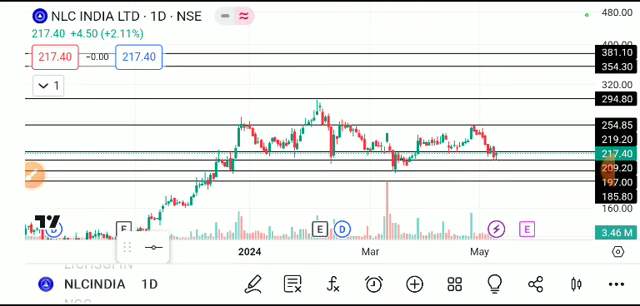 NLC INDIA LTD · 1D · NSE
217.40 +4.50 (+2.11%)
217.40 −0.00 217.40
1
480.00
381.10
354.30
320.00
294.80
254.85
219.20
217.40
209.20
197.00
185.80
160.00
3.46 M
D E E D E
2024 Mar May
NLCINDIA 1D